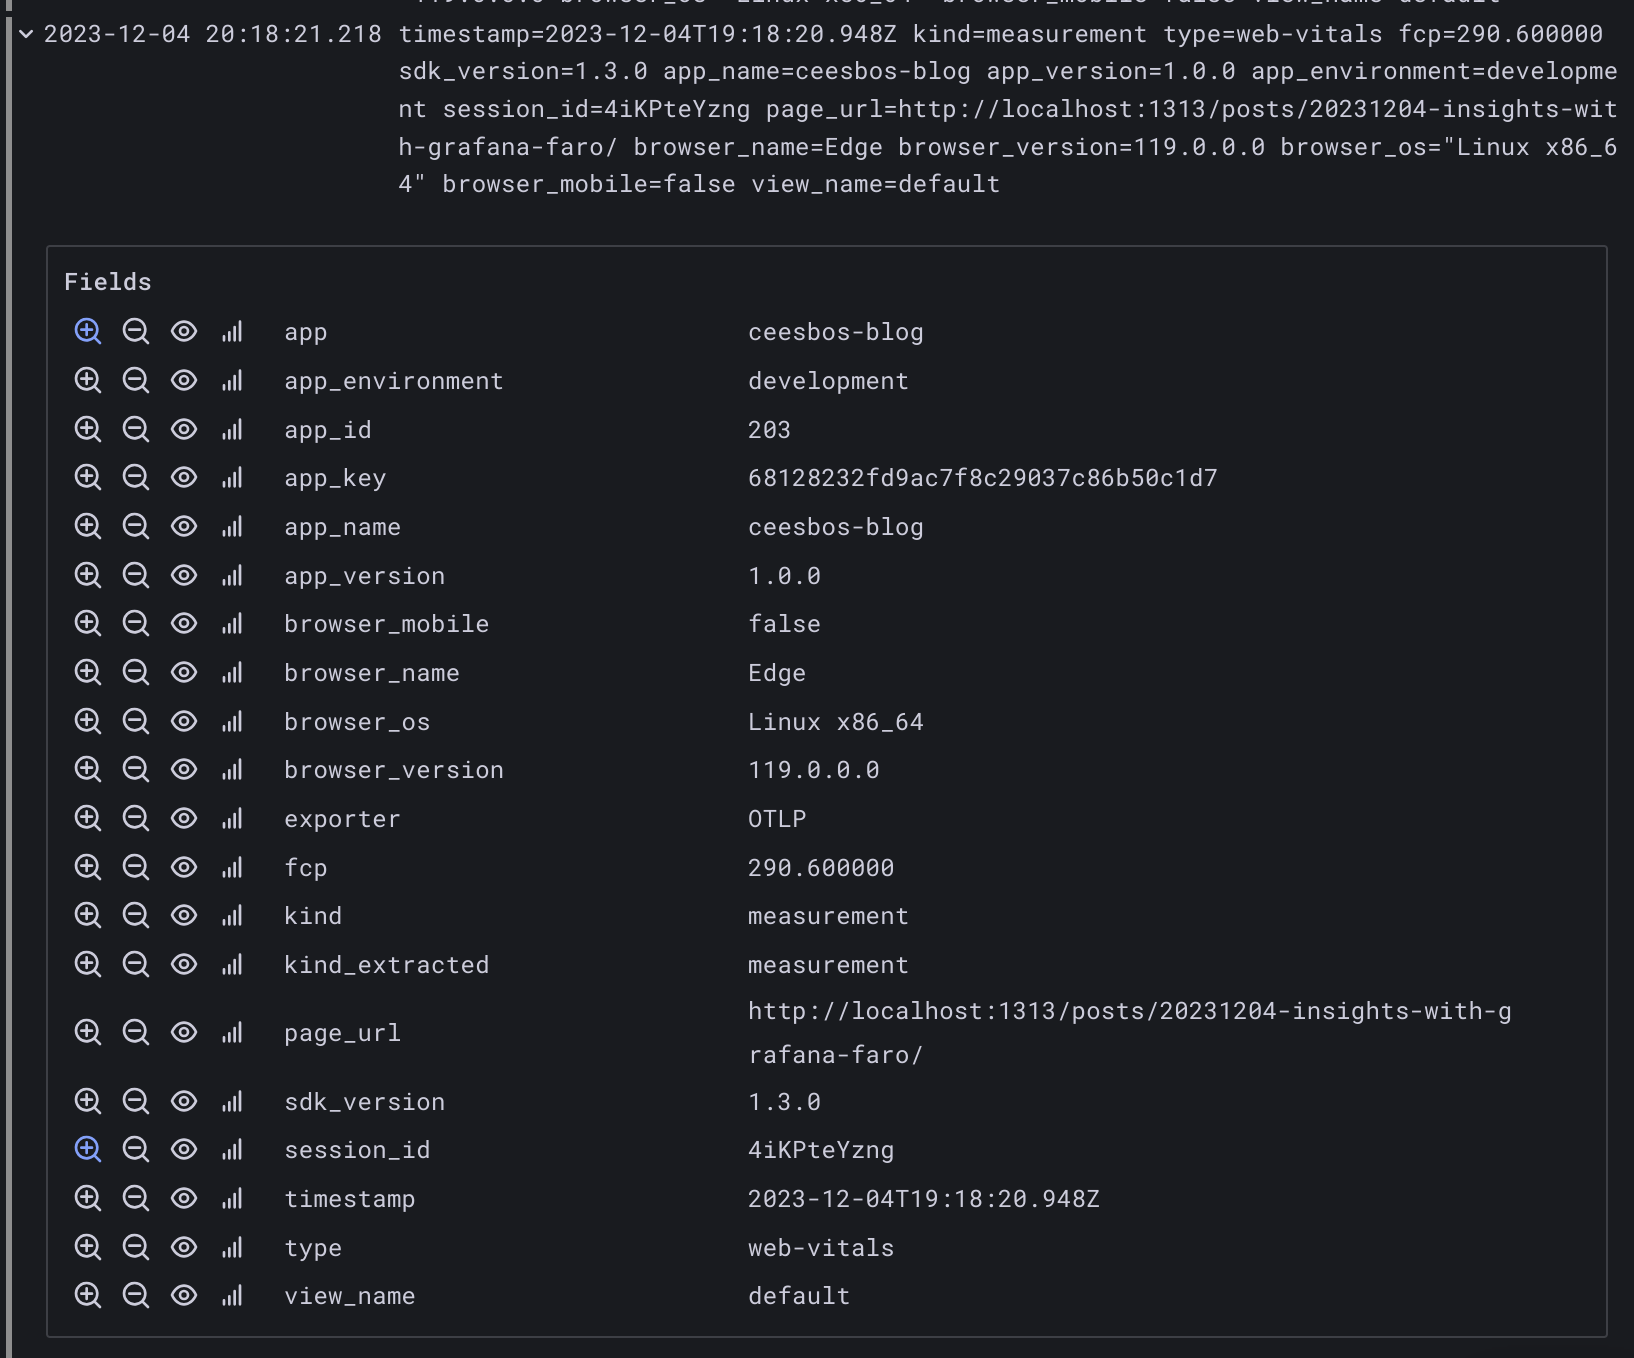 2023-12-04 20:18:21.218 timestamp=2023-12-04T19:18:20.948Z kind=measurement type=web-vitals fcp=290.600000
sdk_version=1.3.0 app_name=ceesbos-blog app_version=1.0.0 app_environment=developme
nt session_id=4iKPteYzng page_url=http://localhost:1313/posts/20231204-insights-wit
h-grafana-faro/ browser_name=Edge browser_version=119.0.0.0 browser_os="Linux x86_6
4" browser_mobile=false view_name=default
Fields
app ceesbos-blog
app_environment development
app_id 203
app_key 68128232fd9ac7f8c29037c86b50c1d7
app_name ceesbos-blog
app_version 1.0.0
browser_mobile false
browser_name Edge
browser_os Linux x86_64
browser_version 119.0.0.0
exporter OTLP
fcp 290.600000
kind measurement
kind_extracted measurement
page_url http://localhost:1313/posts/20231204-insights-with-g
rafana-faro/
sdk_version 1.3.0
session_id 4iKPteYzng
timestamp 2023-12-04T19:18:20.948Z
type web-vitals
view_name default